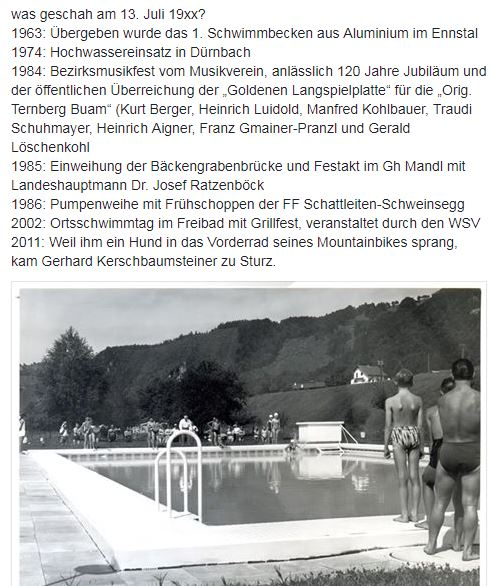 was geschah am 13. Juli 19xx?
1963: Übergeben wurde das 1. Schwimmbecken aus Aluminium im Ennstal
1974: Hochwassereinsatz in Dürnbach
1984: Bezirksmusikfest vom Musikverein, anlässlich 120 Jahre Jubiläum und
der öffentlichen Überreichung der „Goldenen Langspielplatte“ für die „Orig.
Ternberg Buam“ (Kurt Berger, Heinrich Luidold, Manfred Kohlbauer, Traudi
Schuhmayer, Heinrich Aigner, Franz Gmainer-Pranzl und Gerald
Löschenkohl
1985: Einweihung der Bäckengrabenbrücke und Festakt im Gh Mandl mit
Landeshauptmann Dr. Josef Ratzenböck
1986: Pumpenweihe mit Frühschoppen der FF Schattleiten-Schweinsegg
2002: Ortsschwimmtag im Freibad mit Grillfest, veranstaltet durch den WSV
2011: Weil ihm ein Hund in das Vorderrad seines Mountainbikes sprang,
kam Gerhard Kerschbaumsteiner zu Sturz.